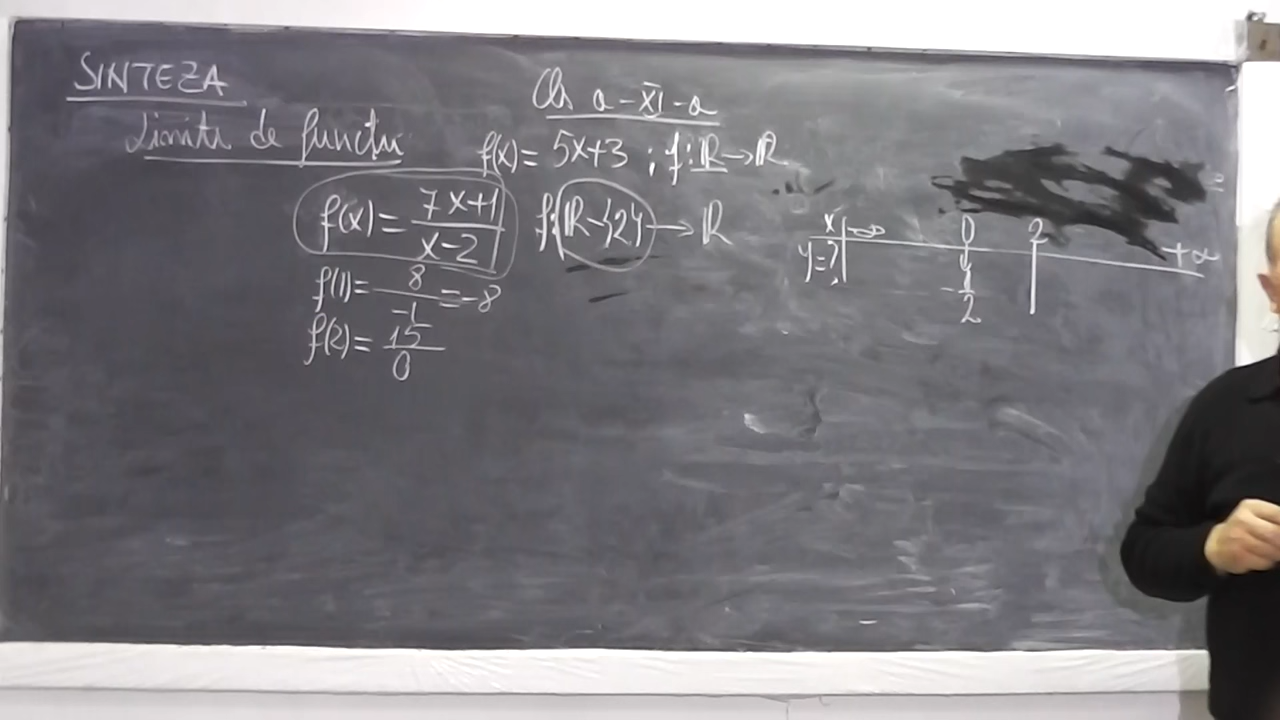 SINTEZA
Limite de funcții
Cls a-XI-a
f(x) = 5x+3 ; f: ℝ → ℝ
f(x) = (7x+1)/(x-2) f: ℝ-{2} → ℝ
f(1) = 8/-1 = -8
f(2) = 15/0
x | -∞ 0 2 +∞
y=? | -1/2